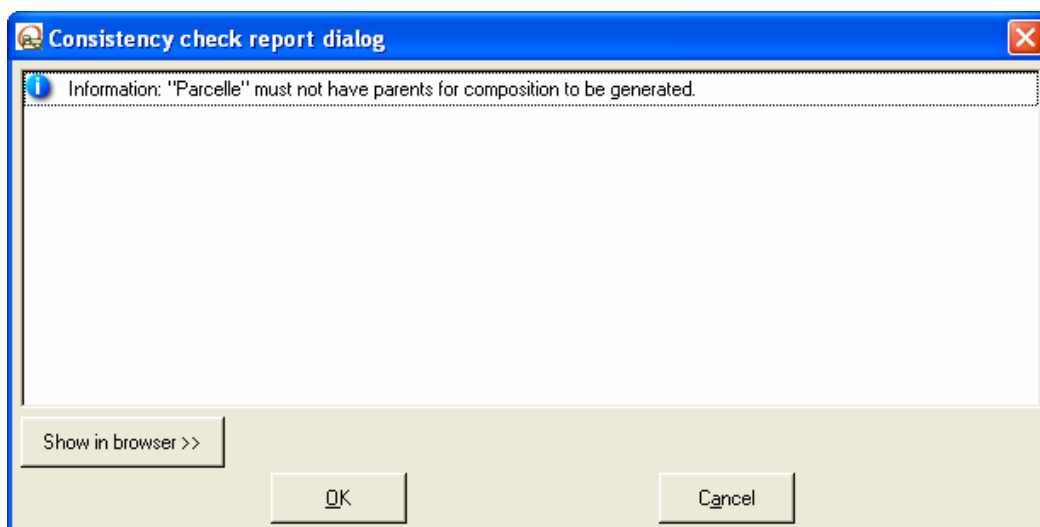 Consistency check report dialog
Information: "Parcelle" must not have parents for composition to be generated.
Show in browser >>
OK
Cancel